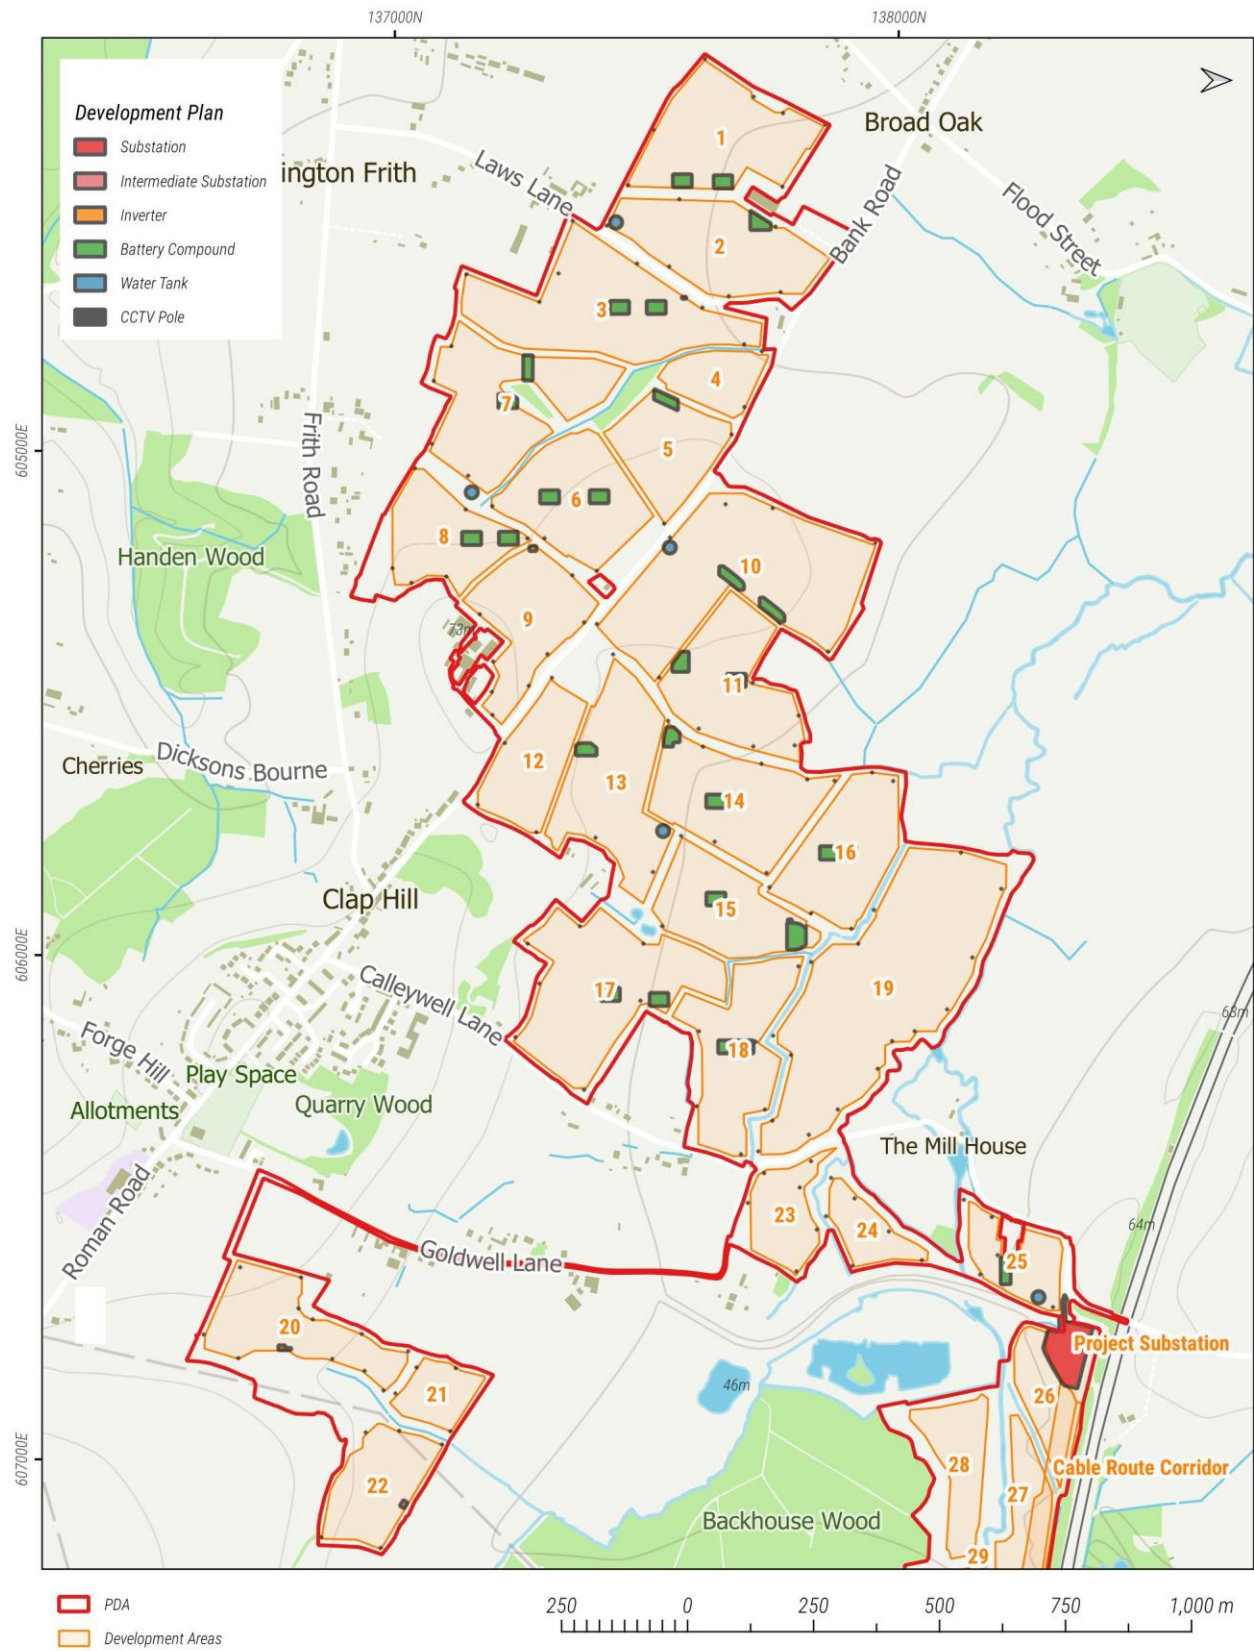 137000N
138000N
Development Plan
Substation
Intermediate Substation
Inverter
Battery Compound
Water Tank
CCTV Pole
ington Frith
Laws Lane
Broad Oak
Bank Road
Flood Street
1
2
3
4
5
6
7
8
9
10
11
12
13
14
15
16
17
18
19
20
21
22
23
24
25
26
27
28
29
605000E
606000E
607000E
Frith Road
Handen Wood
73m
Cherries
Dicksons Bourne
Clap Hill
Calleywell Lane
Forge Hill
Play Space
Allotments
Quarry Wood
Roman Road
Goldwell Lane
The Mill House
68m
64m
46m
Project Substation
Cable Route Corridor
Backhouse Wood
PDA
Development Areas
250 0 250 500 750 1,000 m